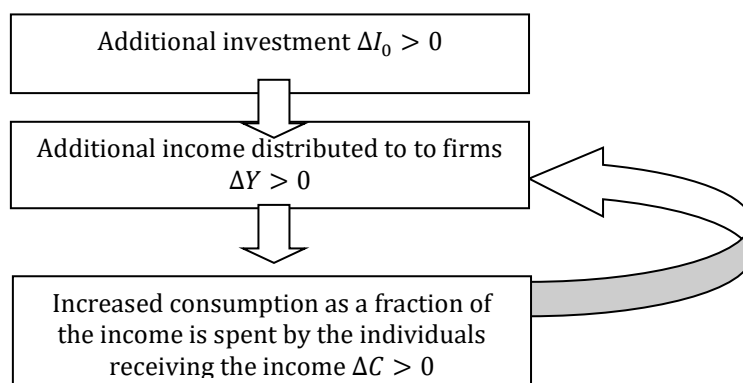 Additional investment Δ𝐼₀ > 0
Additional income distributed to to firms
Δ𝑌 > 0
Increased consumption as a fraction of
the income is spent by the individuals
receiving the income Δ𝐶 > 0